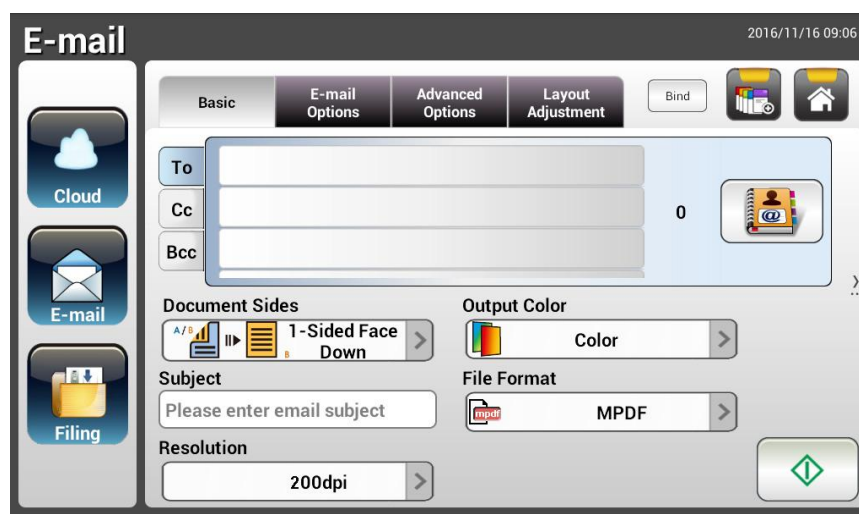 E-mail
2016/11/16 09:06
Basic
E-mail
Options
Advanced
Options
Layout
Adjustment
Bind
Cloud
E-mail
Filing
To
Cc
Bcc
0
@
Document Sides
A/B
B
1-Sided Face
Down
Output Color
Color
Subject
Please enter email subject
File Format
mpdf
MPDF
Resolution
200dpi